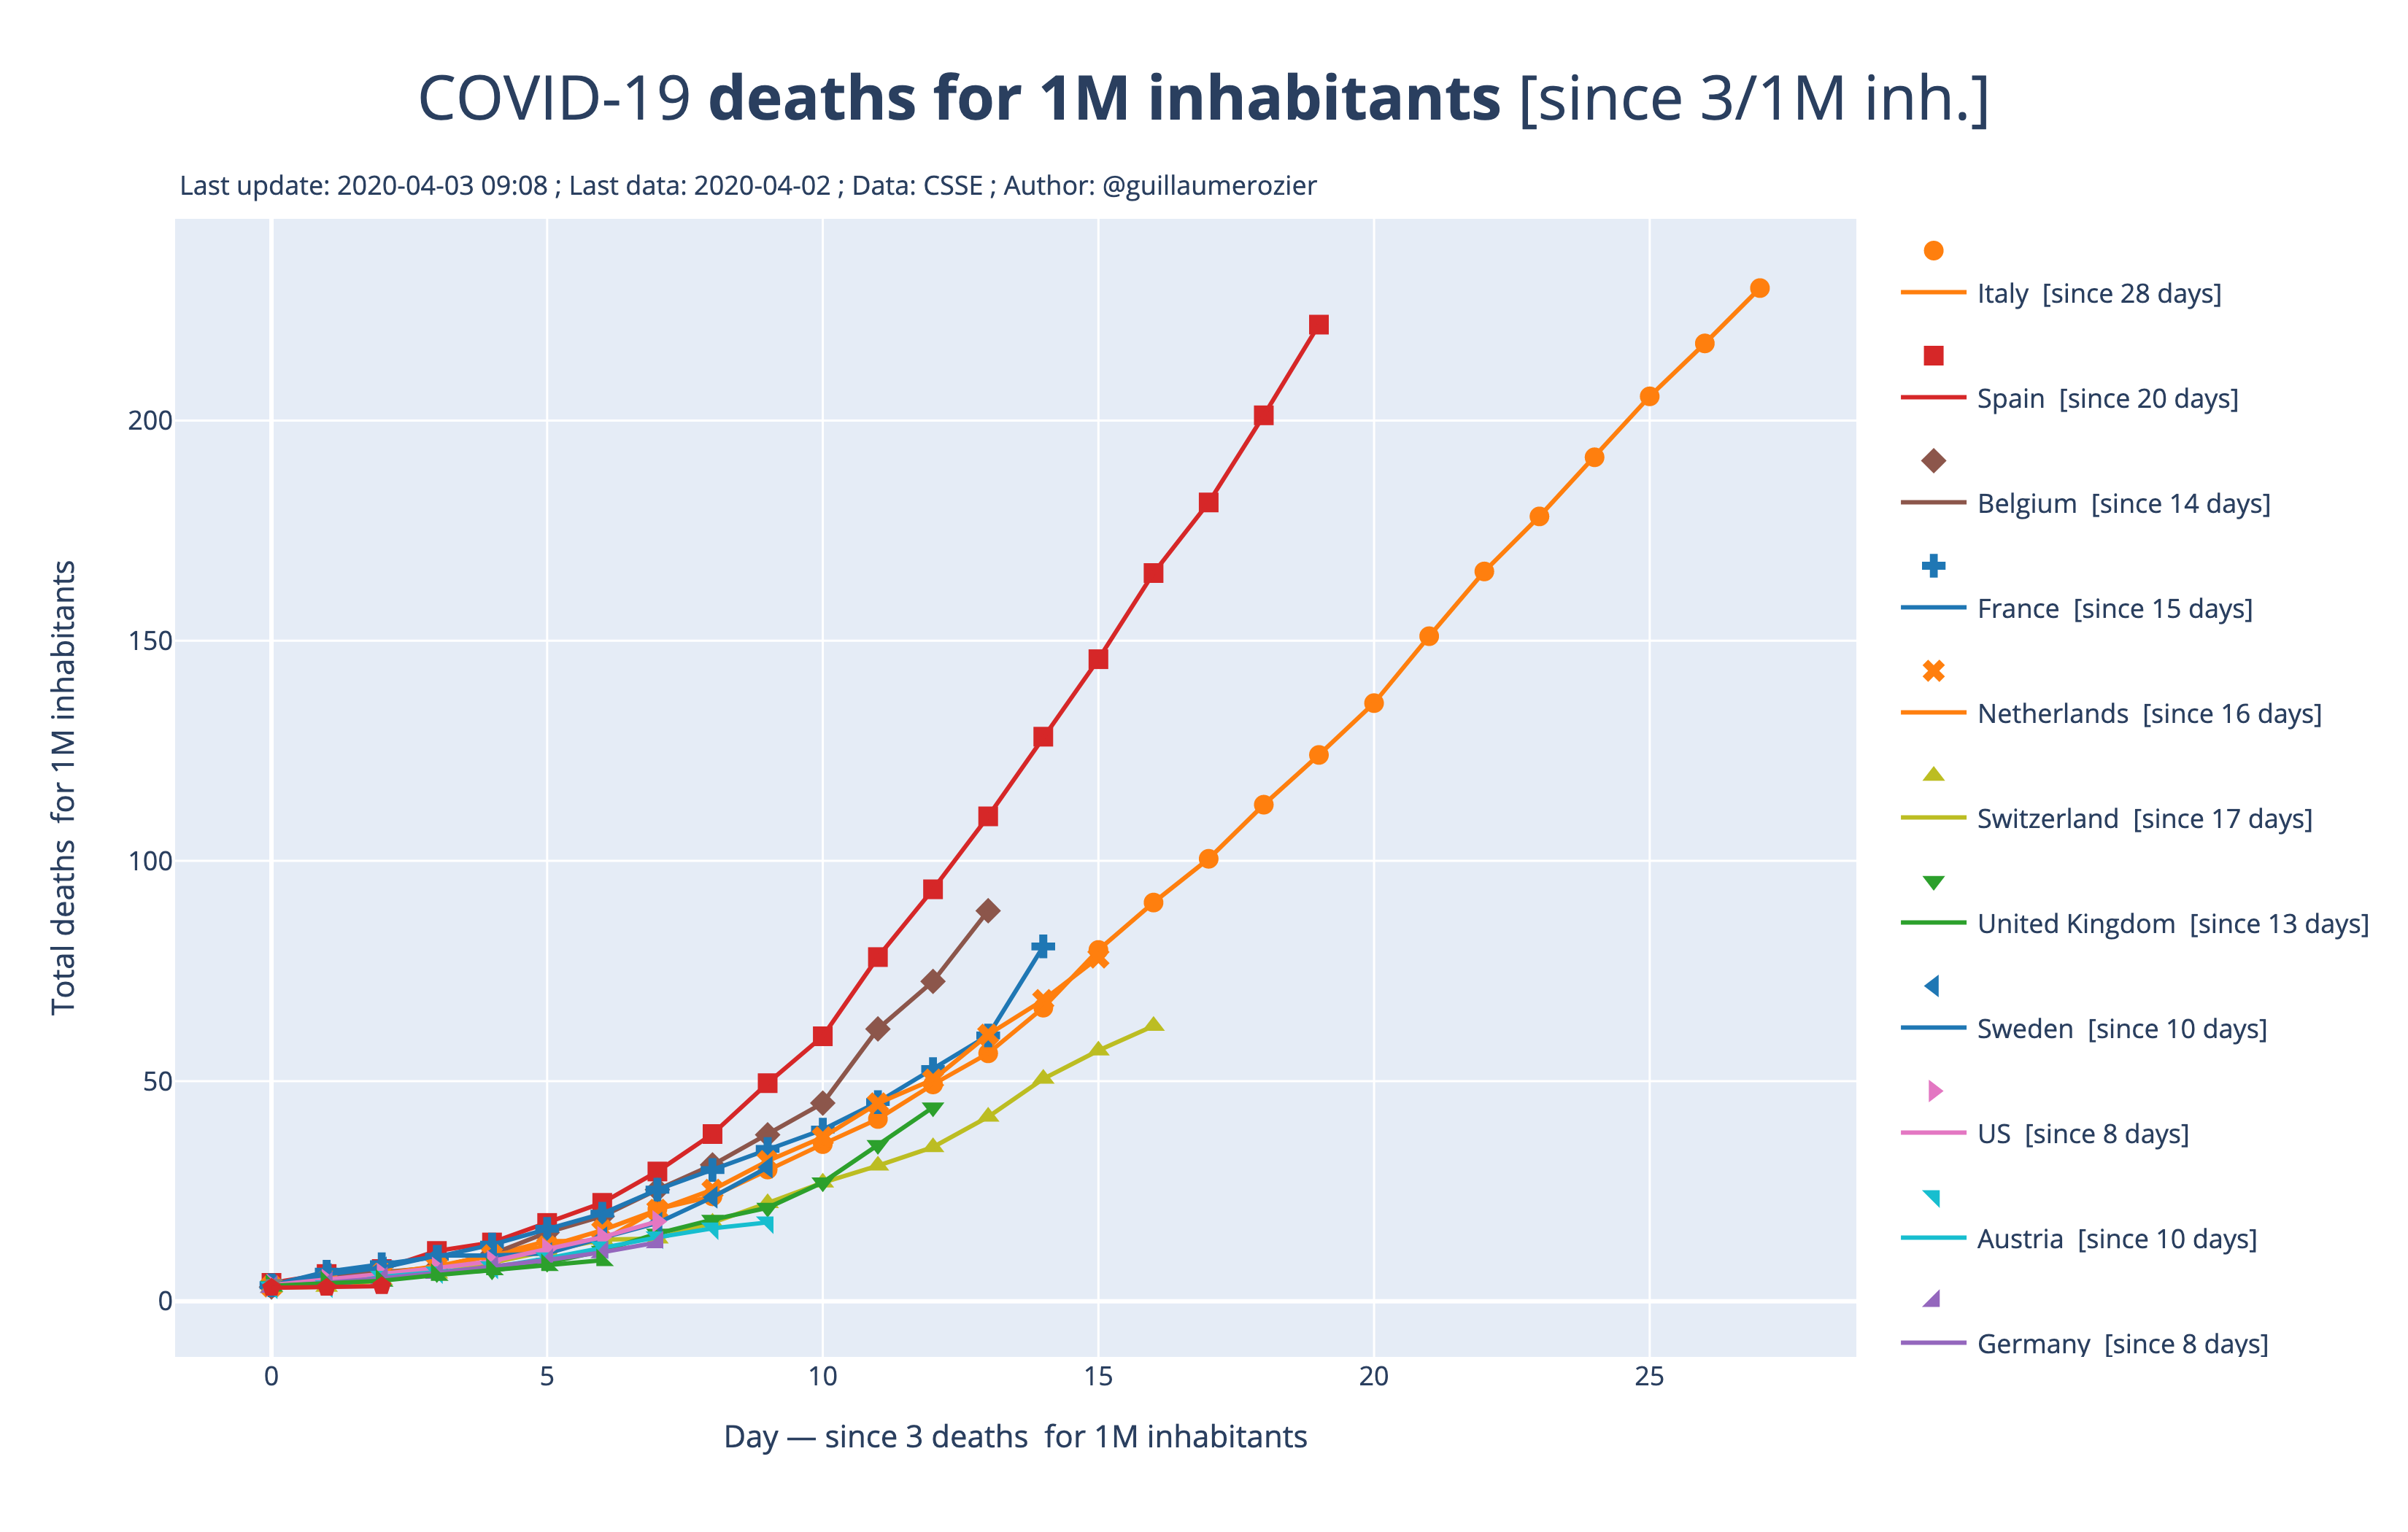 COVID-19 deaths for 1M inhabitants [since 3/1M inh.]
Last update: 2020-04-03 09:08 ; Last data: 2020-04-02 ; Data: CSSE ; Author: @guillaumerozier
Total deaths for 1M inhabitants
200
150
100
50
0
0 5 10 15 20 25
Day — since 3 deaths for 1M inhabitants
Italy [since 28 days]
Spain [since 20 days]
Belgium [since 14 days]
France [since 15 days]
Netherlands [since 16 days]
Switzerland [since 17 days]
United Kingdom [since 13 days]
Sweden [since 10 days]
US [since 8 days]
Austria [since 10 days]
Germany [since 8 days]